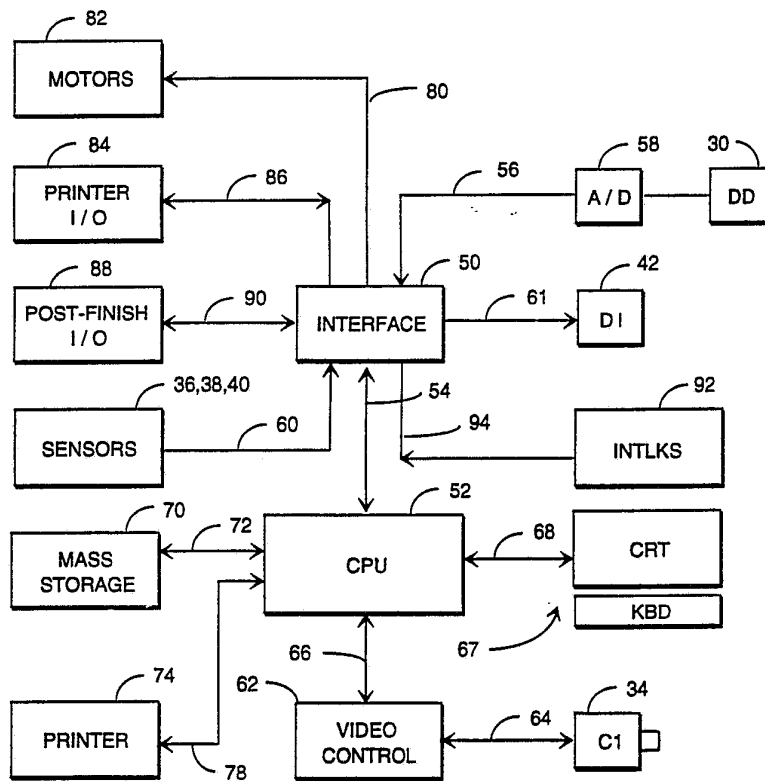 82
MOTORS
80
84
58
30
PRINTER
I / O
86
56
A / D
DD
88
50
42
POST-FINISH
I / O
90
INTERFACE
61
D I
36,38,40
54
92
SENSORS
60
94
INTLKS
70
52
MASS
STORAGE
72
CPU
68
CRT
KBD
67
66
74
62
34
PRINTER
78
VIDEO
CONTROL
64
C1